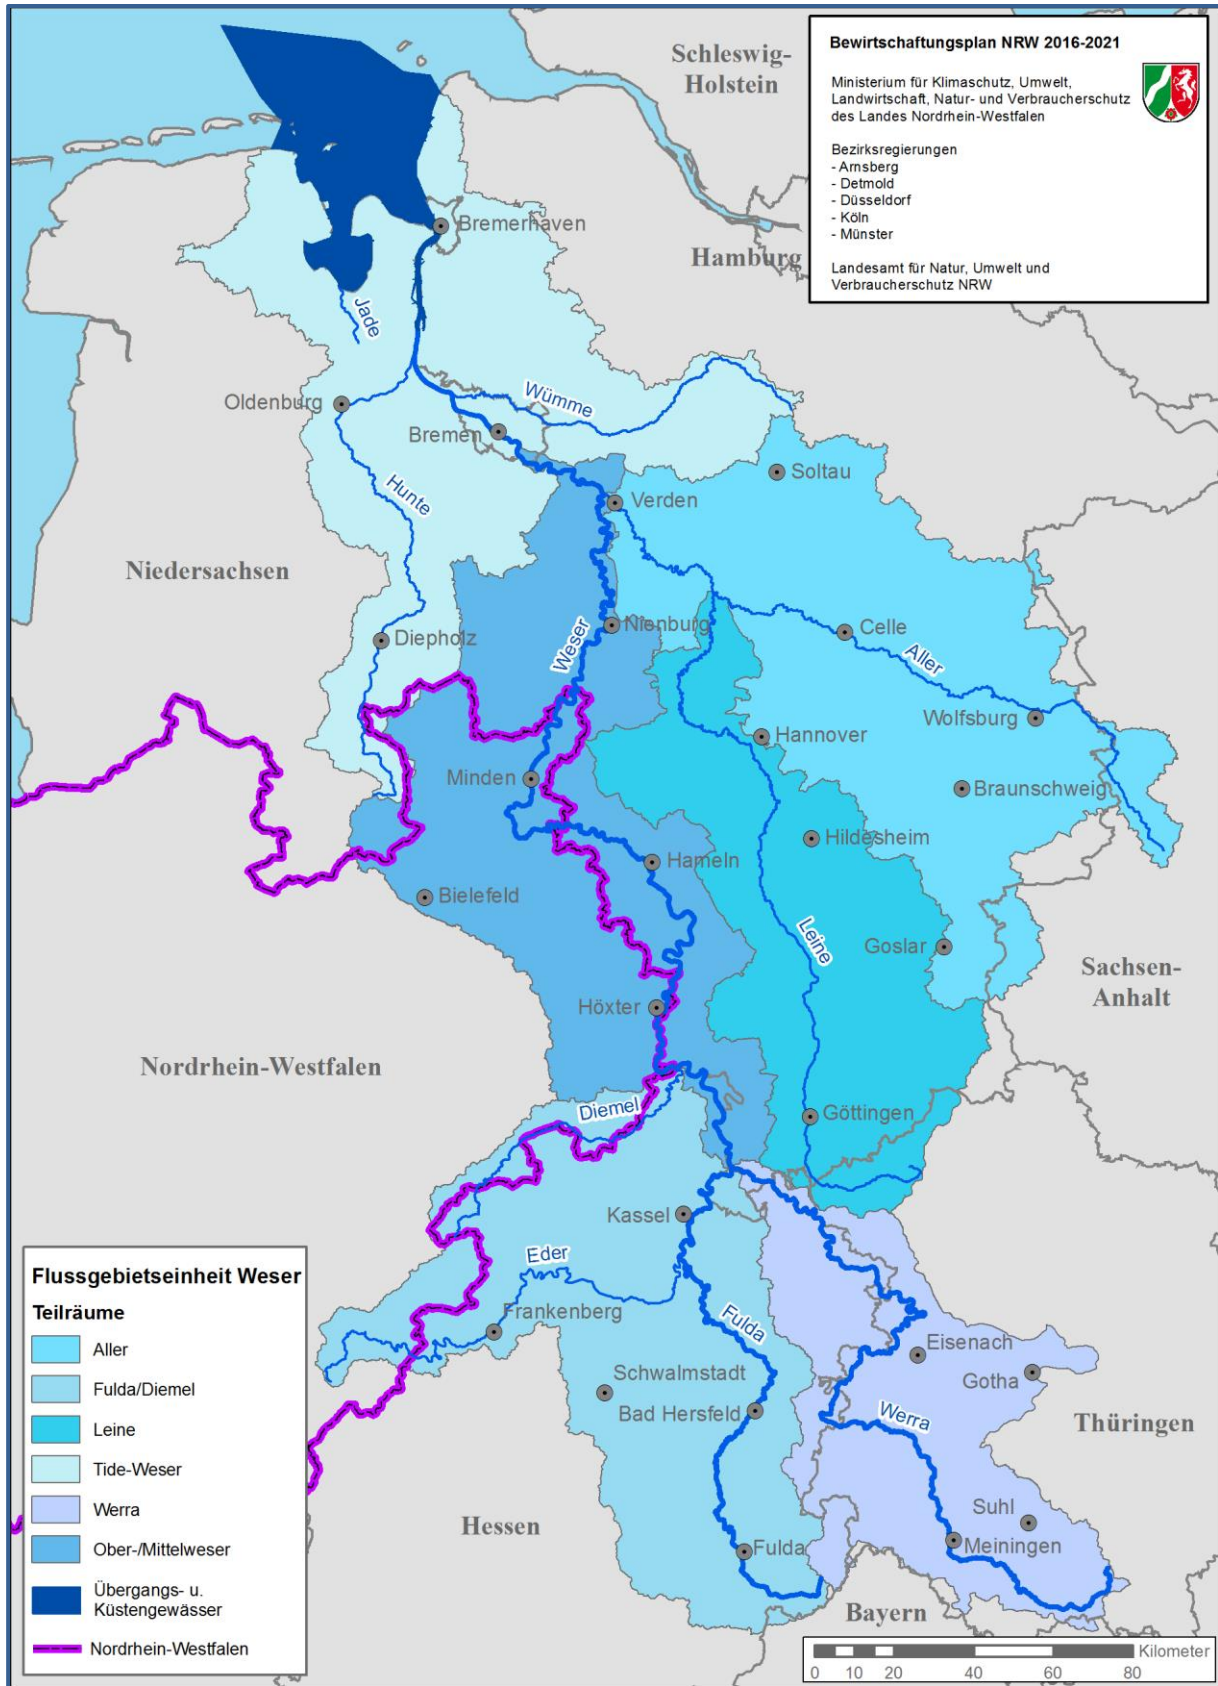 Schleswig-
Holstein
Bewirtschaftungsplan NRW 2016-2021
Ministerium für Klimaschutz, Umwelt,
Landwirtschaft, Natur- und Verbraucherschutz
des Landes Nordrhein-Westfalen
Bezirksregierungen
- Arnsberg
- Detmold
- Düsseldorf
- Köln
- Münster
Landesamt für Natur, Umwelt und
Verbraucherschutz NRW
Bremerhaven
Hamburg
Jade
Oldenburg
Wümme
Bremen
Soltau
Hunte
Verden
Niedersachsen
Diepholz
Weser
Nienburg
Celle
Aller
Wolfsburg
Hannover
Minden
Braunschweig
Hildesheim
Hameln
Bielefeld
Leine
Goslar
Sachsen-
Anhalt
Höxter
Nordrhein-Westfalen
Diemel
Göttingen
Kassel
Eder
Frankenberg
Fulda
Eisenach
Schwalmstadt
Gotha
Bad Hersfeld
Werra
Thüringen
Hessen
Suhl
Meiningen
Fulda
Bayern
Flussgebietseinheit Weser
Teilräume
Aller
Fulda/Diemel
Leine
Tide-Weser
Werra
Ober-/Mittelweser
Übergangs- u.
Küstengewässer
Nordrhein-Westfalen
Kilometer
0 10 20 40 60 80